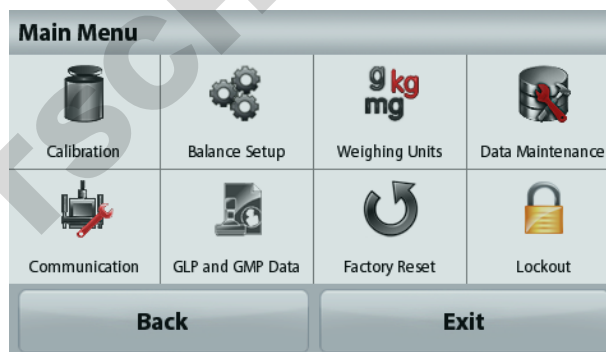 Main Menu
g kg
mg
Calibration Balance Setup Weighing Units Data Maintenance
Communication GLP and GMP Data Factory Reset Lockout
Back Exit